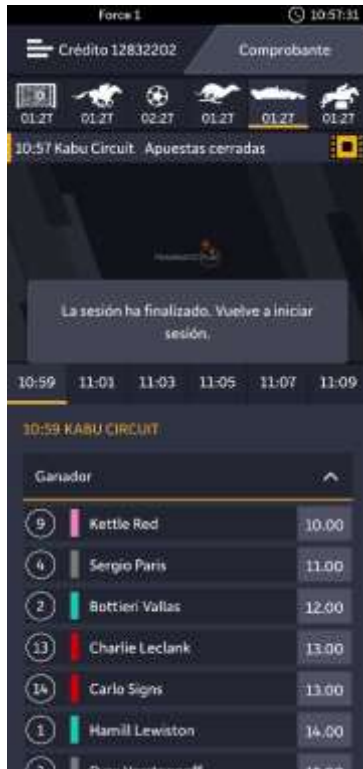 Force 1
10:57:31
Crédito 12832202
Comprobante
01:27 01:27 02:27 01:27 01:27 01:27
10:57 Kabu Circuit Apuestas cerradas
La sesión ha finalizado. Vuelve a iniciar
sesión.
10:59 11:01 11:03 11:05 11:07 11:09
10:59 KABU CIRCUIT
Ganador
9 Kettle Red 10.00
4 Sergio Paris 11.00
2 Bottieri Vallas 12.00
13 Charlie Leclank 13.00
14 Carlo Signs 13.00
1 Hamill Lewiston 14.00